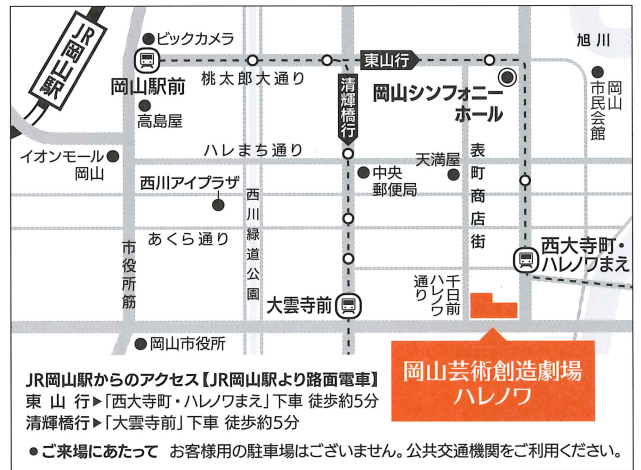 JR岡山駅
ビックカメラ
岡山駅前
桃太郎大通り
高島屋
東山行
清輝橋行
岡山シンフォニー
ホール
旭川
岡山
市民会館
イオンモール
岡山
ハレまち通り
西川アイプラザ
中央
郵便局
天満屋
表町商店街
西川緑道公園
あくら通り
市役所筋
西大寺町・
ハレノワまえ
千日前
ハレノワ
通り
大雲寺前
岡山市役所
岡山芸術創造劇場
ハレノワ
JR岡山駅からのアクセス【JR岡山駅より路面電車】
東山行▶「西大寺町・ハレノワまえ」下車 徒歩約5分
清輝橋行▶「大雲寺前」下車 徒歩約5分
●ご来場にあたって お客様用の駐車場はございません。公共交通機関をご利用ください。